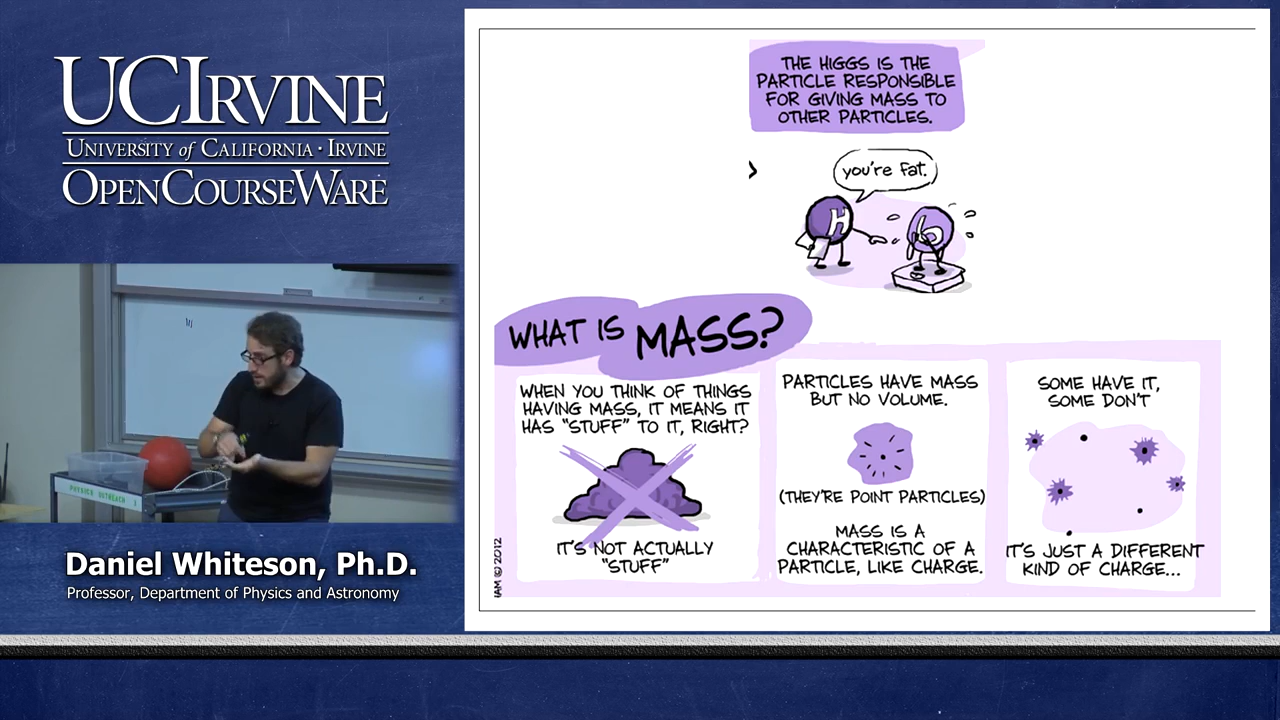 UCIRVINE
UNIVERSITY of CALIFORNIA · IRVINE
OPENCOURSEWARE
PHYSICS OUTREACH
Daniel Whiteson, Ph.D.
Professor, Department of Physics and Astronomy
THE HIGGS IS THE
PARTICLE RESPONSIBLE
FOR GIVING MASS TO
OTHER PARTICLES.
you're fat.
H
b
WHAT IS MASS?
WHEN YOU THINK OF THINGS
HAVING MASS, IT MEANS IT
HAS "STUFF" TO IT, RIGHT?
IT'S NOT ACTUALLY
"STUFF"
PARTICLES HAVE MASS
BUT NO VOLUME.
(THEY'RE POINT PARTICLES)
MASS IS A
CHARACTERISTIC OF A
PARTICLE, LIKE CHARGE.
SOME HAVE IT,
SOME DON'T
IT'S JUST A DIFFERENT
KIND OF CHARGE...
HAM © 2012